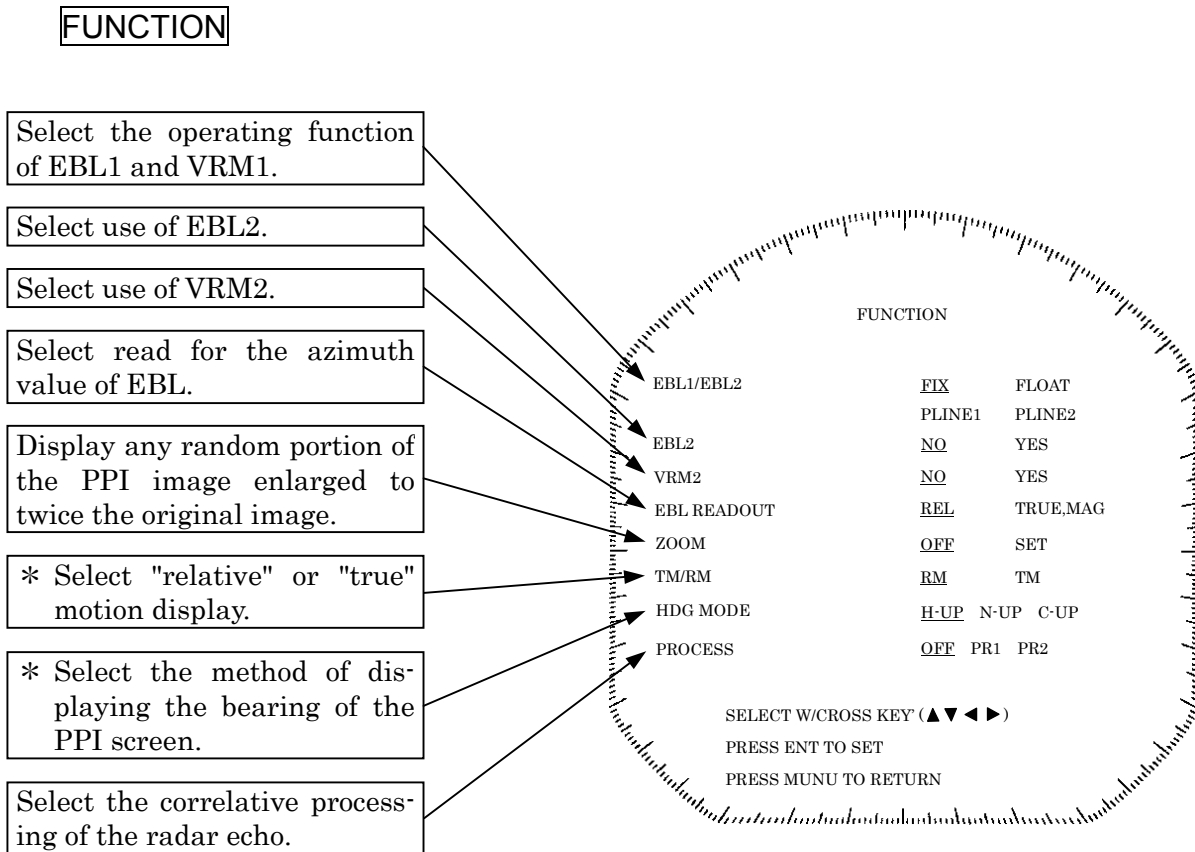 FUNCTION
Select the operating function
of EBL1 and VRM1.
Select use of EBL2.
Select use of VRM2.
Select read for the azimuth
value of EBL.
Display any random portion of
the PPI image enlarged to
twice the original image.
* Select "relative" or "true"
motion display.
* Select the method of dis-
playing the bearing of the
PPI screen.
Select the correlative process-
ing of the radar echo.
FUNCTION
EBL1/EBL2 FIX FLOAT
PLINE1 PLINE2
EBL2 NO YES
VRM2 NO YES
EBL READOUT REL TRUE,MAG
ZOOM OFF SET
TM/RM RM TM
HDG MODE H-UP N-UP C-UP
PROCESS OFF PR1 PR2
SELECT W/CROSS KEY' (▲ ▼ ◀ ▶)
PRESS ENT TO SET
PRESS MUNU TO RETURN